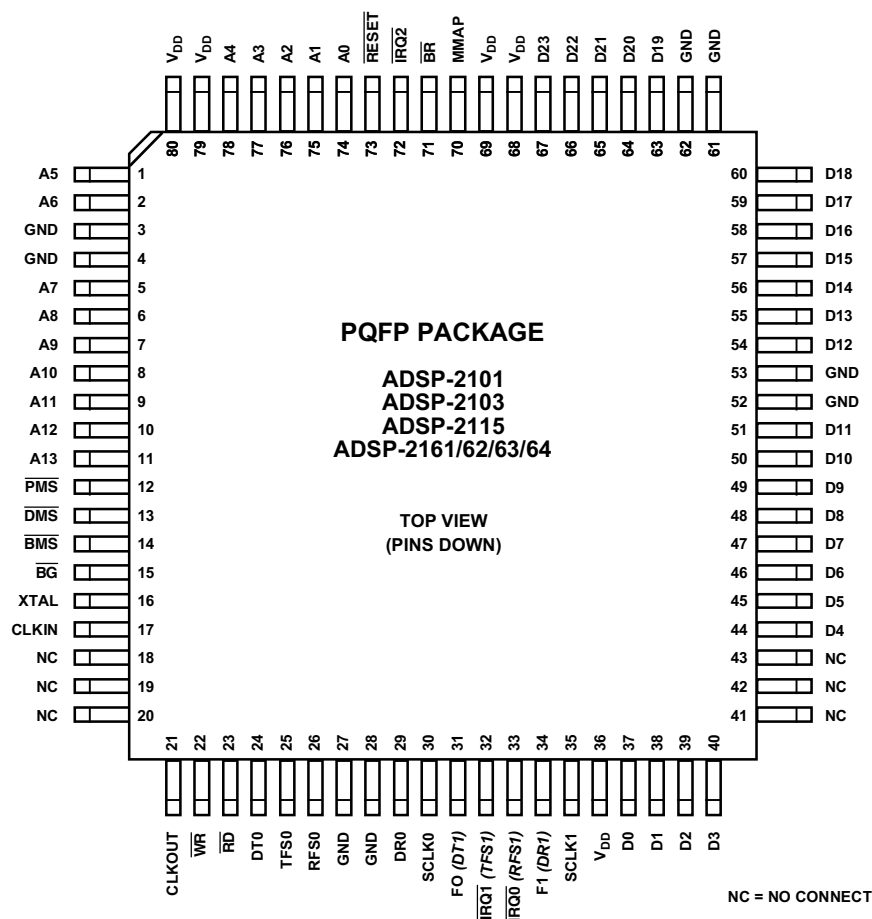 VDD
VDD
A4
A3
A2
A1
A0
RESET
IRQ2
BR
MMAP
VDD
VDD
D23
D22
D21
D20
D19
GND
GND
80 79 78 77 76 75 74 73 72 71 70 69 68 67 66 65 64 63 62 61
A5 1
A6 2
GND 3
GND 4
A7 5
A8 6
A9 7
A10 8
A11 9
A12 10
A13 11
PMS 12
DMS 13
BMS 14
BG 15
XTAL 16
CLKIN 17
NC 18
NC 19
NC 20
PQFP PACKAGE
ADSP-2101
ADSP-2103
ADSP-2115
ADSP-2161/62/63/64
TOP VIEW
(PINS DOWN)
60 D18
59 D17
58 D16
57 D15
56 D14
55 D13
54 D12
53 GND
52 GND
51 D11
50 D10
49 D9
48 D8
47 D7
46 D6
45 D5
44 D4
43 NC
42 NC
41 NC
21 22 23 24 25 26 27 28 29 30 31 32 33 34 35 36 37 38 39 40
CLKOUT
WR
RD
DT0
TFS0
RFS0
GND
GND
DR0
SCLK0
FO (DT1)
IRQ1 (TFS1)
IRQ0 (RFS1)
F1 (DR1)
SCLK1
VDD
D0
D1
D2
D3
NC = NO CONNECT